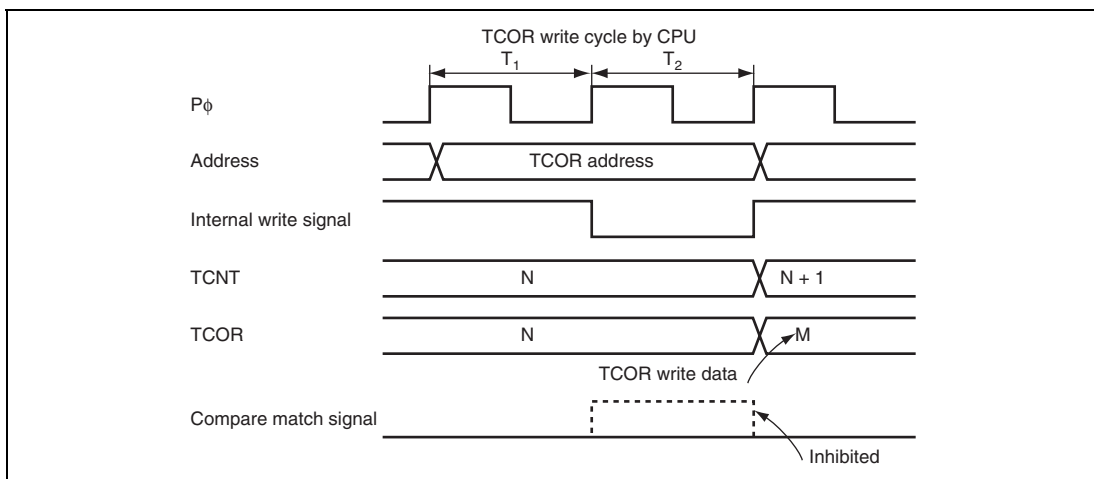 TCOR write cycle by CPU
T1 T2
Pϕ
Address TCOR address
Internal write signal
TCNT N N + 1
TCOR N M
TCOR write data
Compare match signal
Inhibited